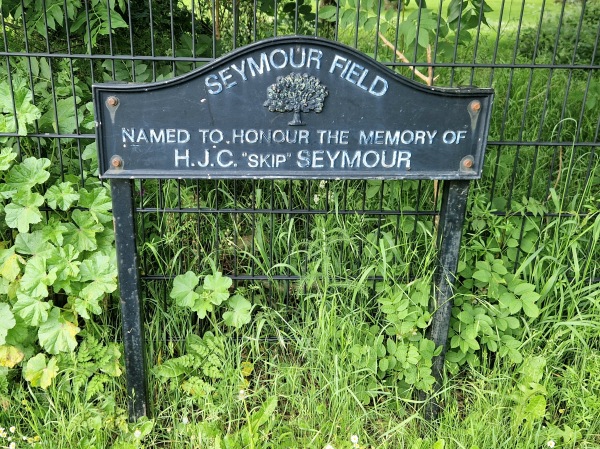 SEYMOUR FIELD
NAMED TO HONOUR THE MEMORY OF
H.J.C. "SKIP" SEYMOUR